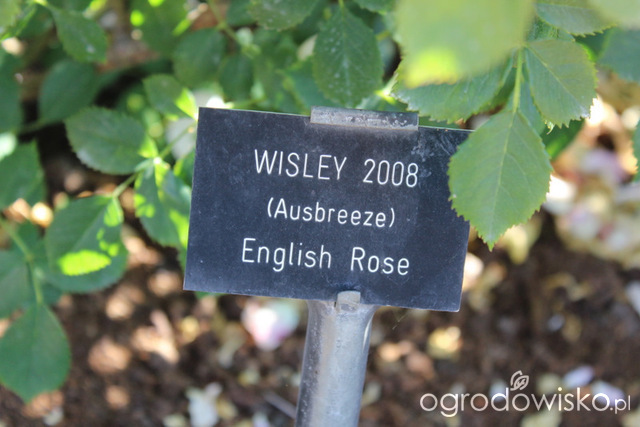 WISLEY 2008
(Ausbreeze)
English Rose
ogrodowisko.pl